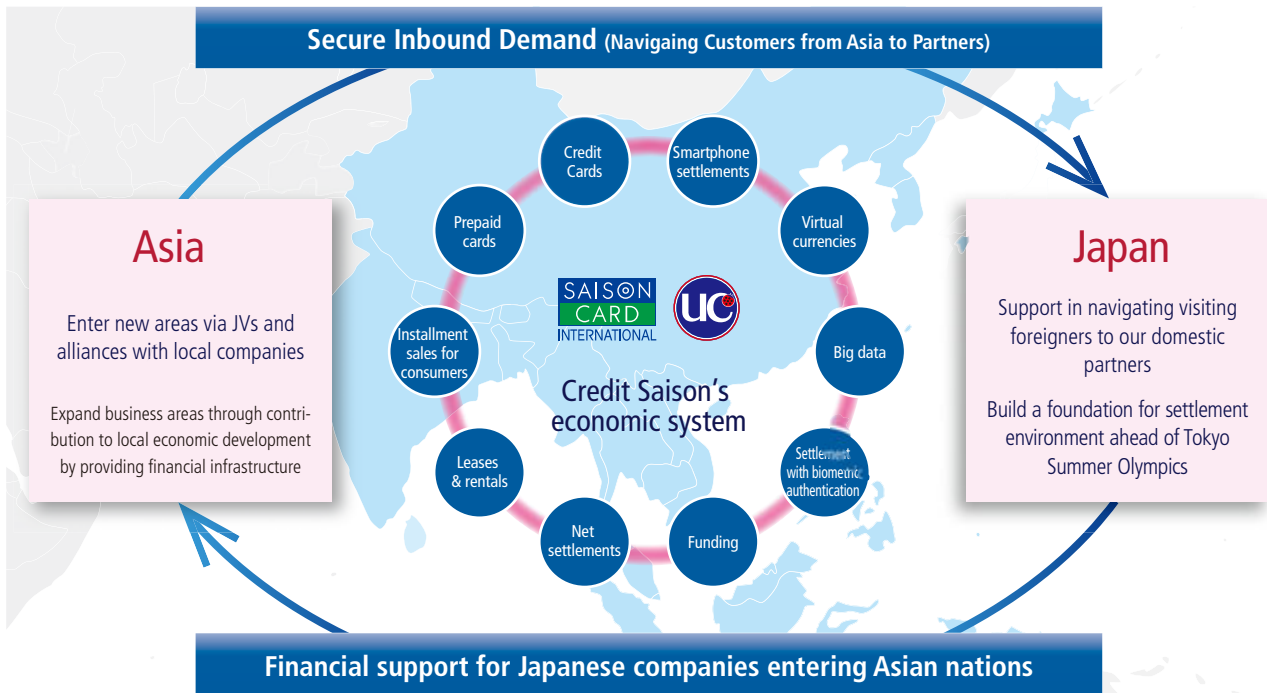 Secure Inbound Demand (Navigaing Customers from Asia to Partners)
Asia
Enter new areas via JVs and
alliances with local companies
Expand business areas through contri-
bution to local economic development
by providing financial infrastructure
Credit
Cards
Smartphone
settlements
Prepaid
cards
Virtual
currencies
Installment
sales for
consumers
Big data
Leases
& rentals
Settlement
with biometric
authentication
Net
settlements
Funding
SAISON
CARD
INTERNATIONAL
UC
Credit Saison's
economic system
Japan
Support in navigating visiting
foreigners to our domestic
partners
Build a foundation for settlement
environment ahead of Tokyo
Summer Olympics
Financial support for Japanese companies entering Asian nations